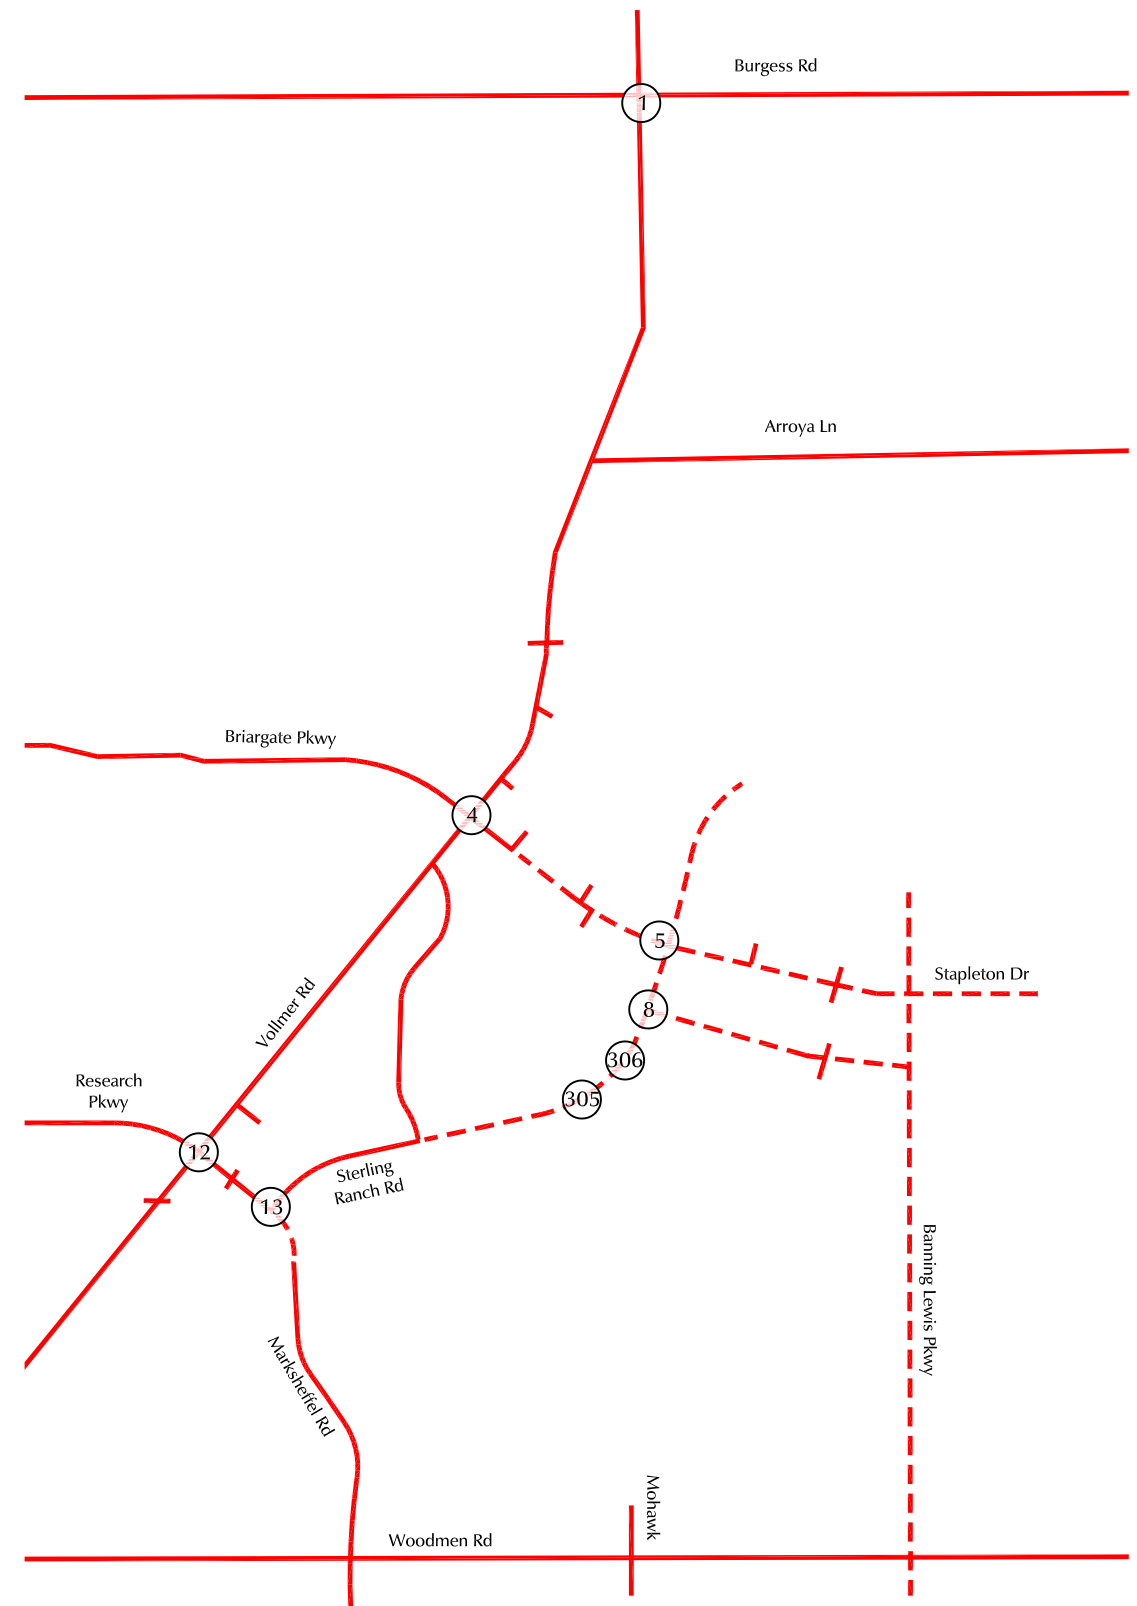 Burgess Rd
1
Arroya Ln
Briargate Pkwy
4
5
Stapleton Dr
Vollmer Rd
8
306
Research
Pkwy
305
12
Sterling
Ranch Rd
13
Banning Lewis Pkwy
Marksheffel Rd
Mohawk
Woodmen Rd